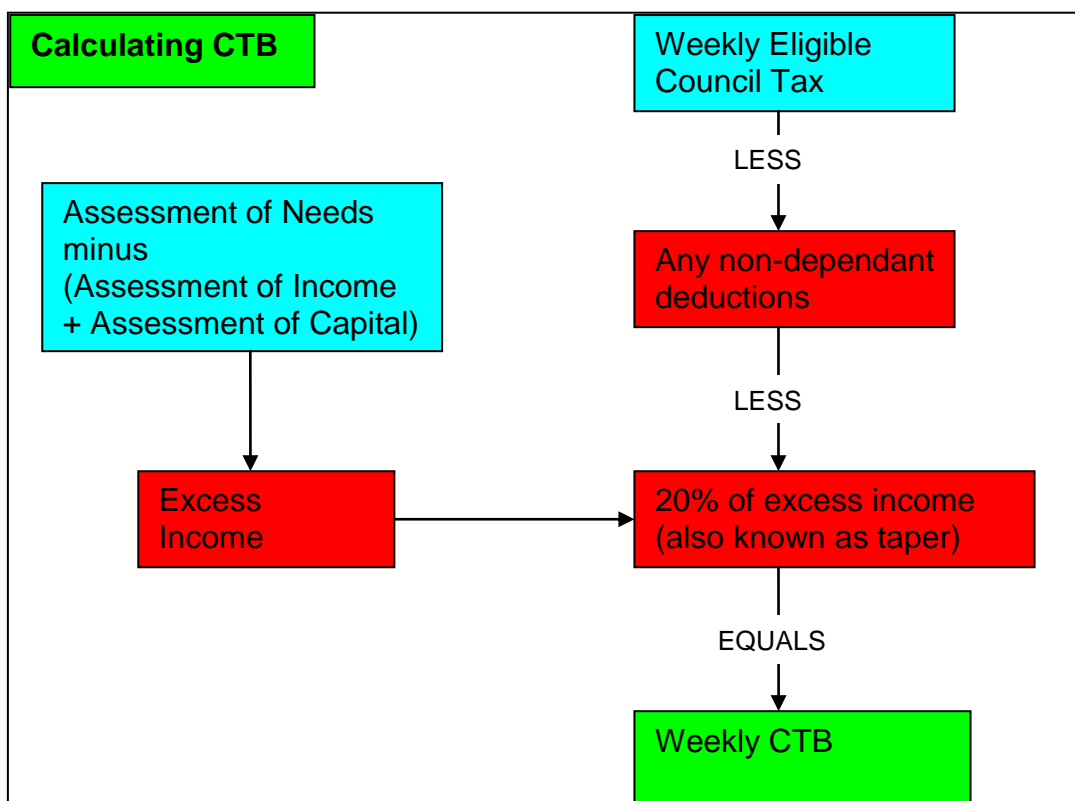 Calculating CTB
Weekly Eligible
Council Tax
LESS
Assessment of Needs
minus
(Assessment of Income
+ Assessment of Capital)
Any non-dependant
deductions
LESS
Excess
Income
20% of excess income
(also known as taper)
EQUALS
Weekly CTB